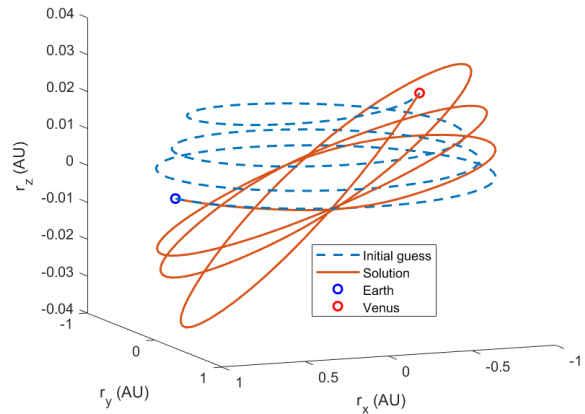 0.04
0.03
0.02
0.01
0
-0.01
-0.02
-0.03
-0.04
r_z (AU)
-1
0
1
r_y (AU)
1
0.5
0
-0.5
-1
r_x (AU)
Initial guess
Solution
Earth
Venus